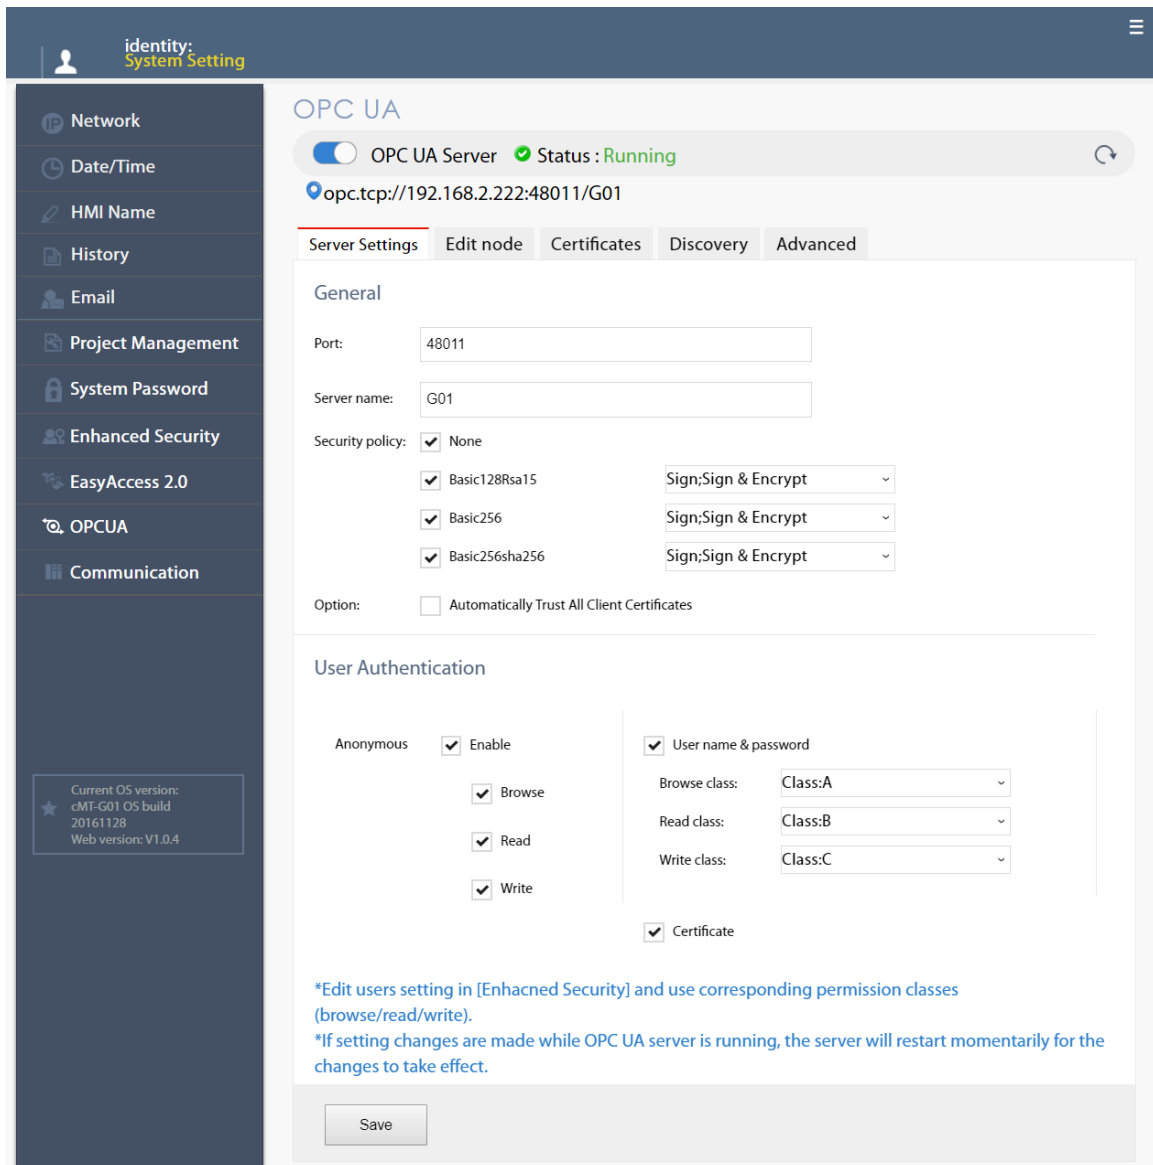 identity:
System Setting
Network
Date/Time
HMI Name
History
Email
Project Management
System Password
Enhanced Security
EasyAccess 2.0
OPCUA
Communication
Current OS version:
cMT-G01 OS build
20161128
Web version: V1.0.4
OPC UA
OPC UA Server Status : Running
opc.tcp://192.168.2.222:48011/G01
Server Settings Edit node Certificates Discovery Advanced
General
Port: 48011
Server name: G01
Security policy: None
Basic128Rsa15 Sign;Sign & Encrypt
Basic256 Sign;Sign & Encrypt
Basic256sha256 Sign;Sign & Encrypt
Option: Automatically Trust All Client Certificates
User Authentication
Anonymous Enable User name & password
Browse class: Class:A
Browse
Read class: Class:B
Read
Write class: Class:C
Write
Certificate
*Edit users setting in [Enhacned Security] and use corresponding permission classes
(browse/read/write).
*If setting changes are made while OPC UA server is running, the server will restart momentarily for the
changes to take effect.
Save